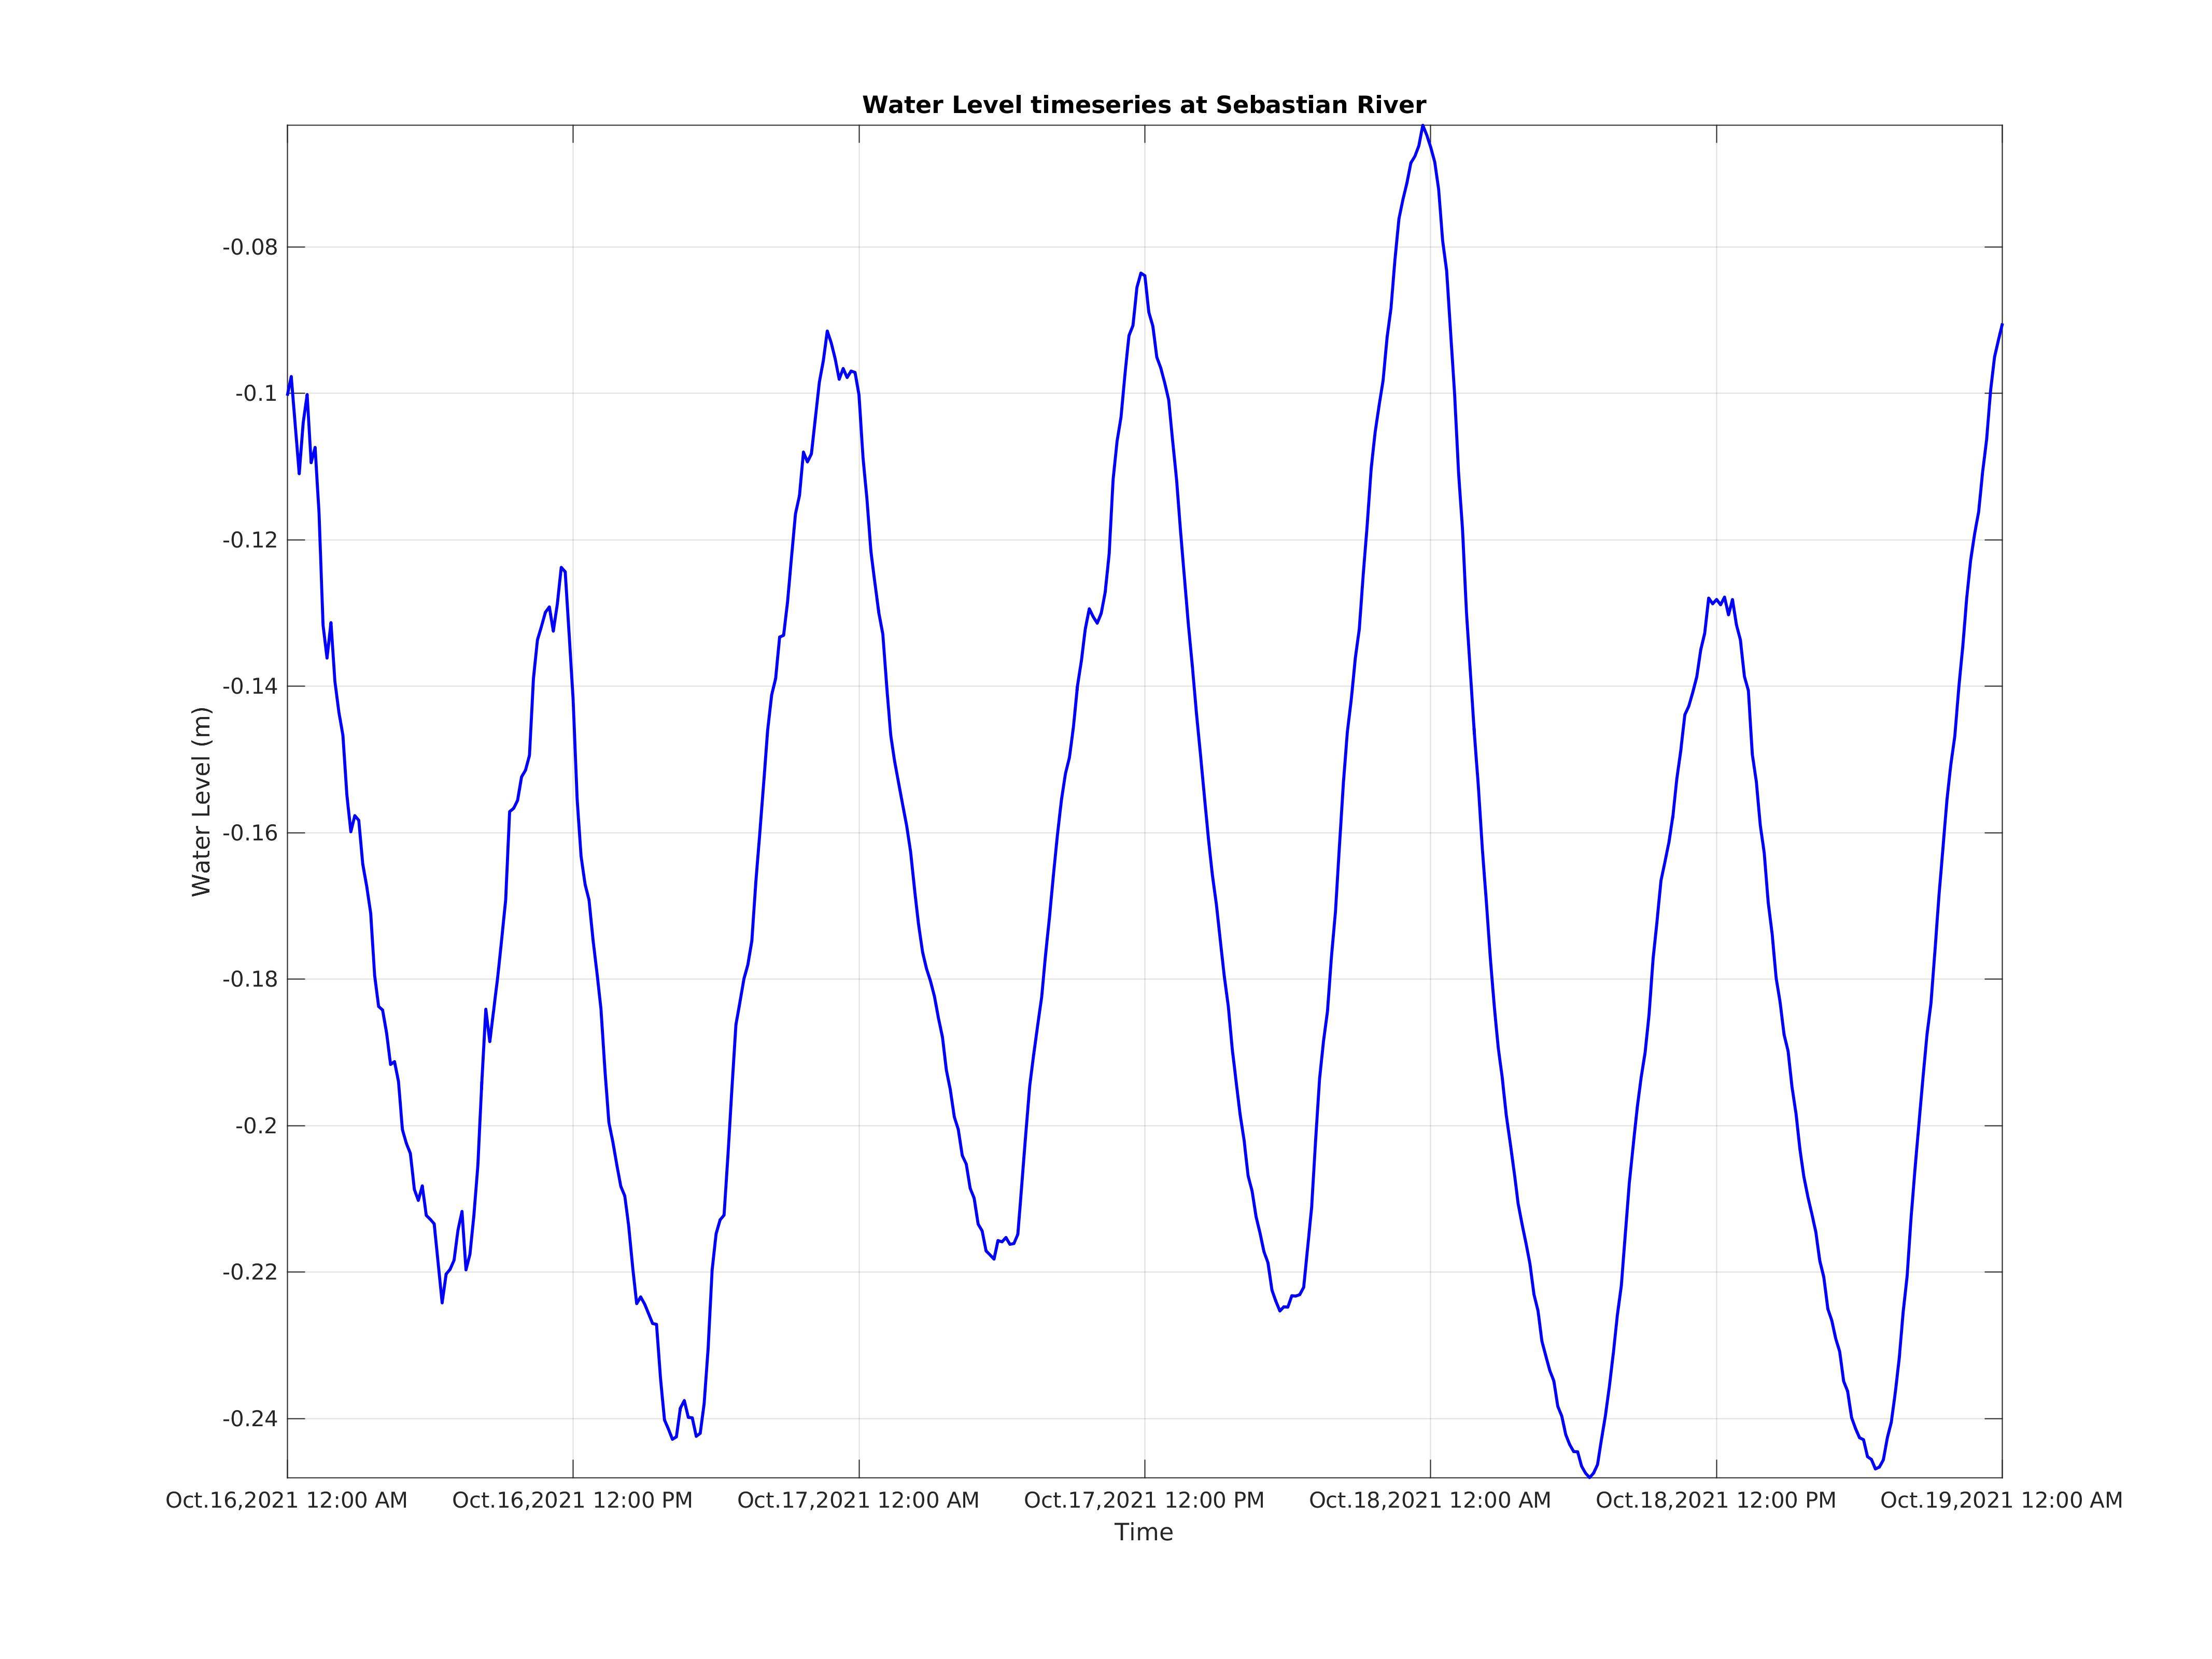 Water Level timeseries at Sebastian River
-0.08
-0.1
-0.12
-0.14
-0.16
-0.18
-0.2
-0.22
-0.24
Water Level (m)
Oct.16,2021 12:00 AM Oct.16,2021 12:00 PM Oct.17,2021 12:00 AM Oct.17,2021 12:00 PM Oct.18,2021 12:00 AM Oct.18,2021 12:00 PM Oct.19,2021 12:00 AM
Time